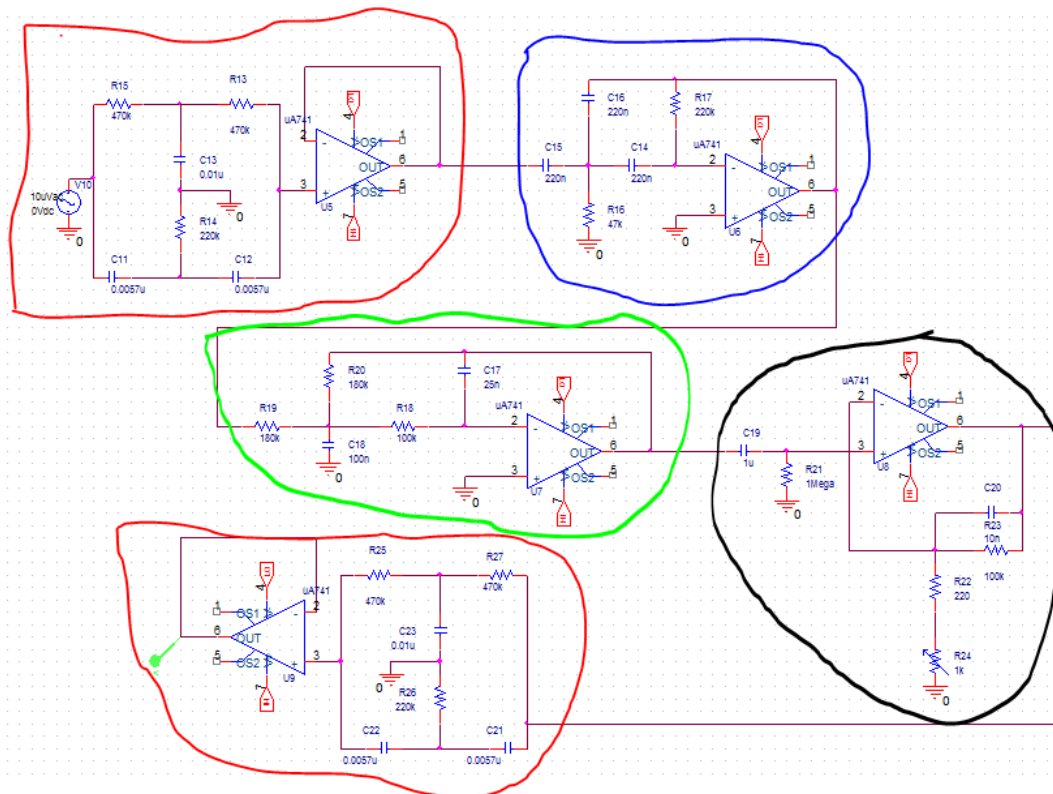 R15
470k
R13
470k
C13
0.01u
R14
220k
V10
10uVac
0Vdc
0
0
C11
0.0057u
C12
0.0057u
uA741
2
-
3
+
4
7
OS1
1
OUT
6
OS2
5
U5
C16
220n
R17
220k
C15
220n
C14
220n
R16
47k
0
0
uA741
2
-
3
+
4
7
OS1
1
OUT
6
OS2
5
U6
R20
180k
C17
25n
R19
180k
R18
100k
C18
100n
0
0
uA741
2
-
3
+
4
7
OS1
1
OUT
6
OS2
5
U7
C19
1u
R21
1Mega
0
uA741
2
-
3
+
4
7
OS1
1
OUT
6
OS2
5
U8
C20
R23
10n
100k
R22
220
R24
1k
0
R25
470k
R27
470k
C23
0.01u
0
R26
220k
C22
0.0057u
C21
0.0057u
uA741
2
-
3
+
4
7
1
OS1
6
OUT
5
OS2
U9